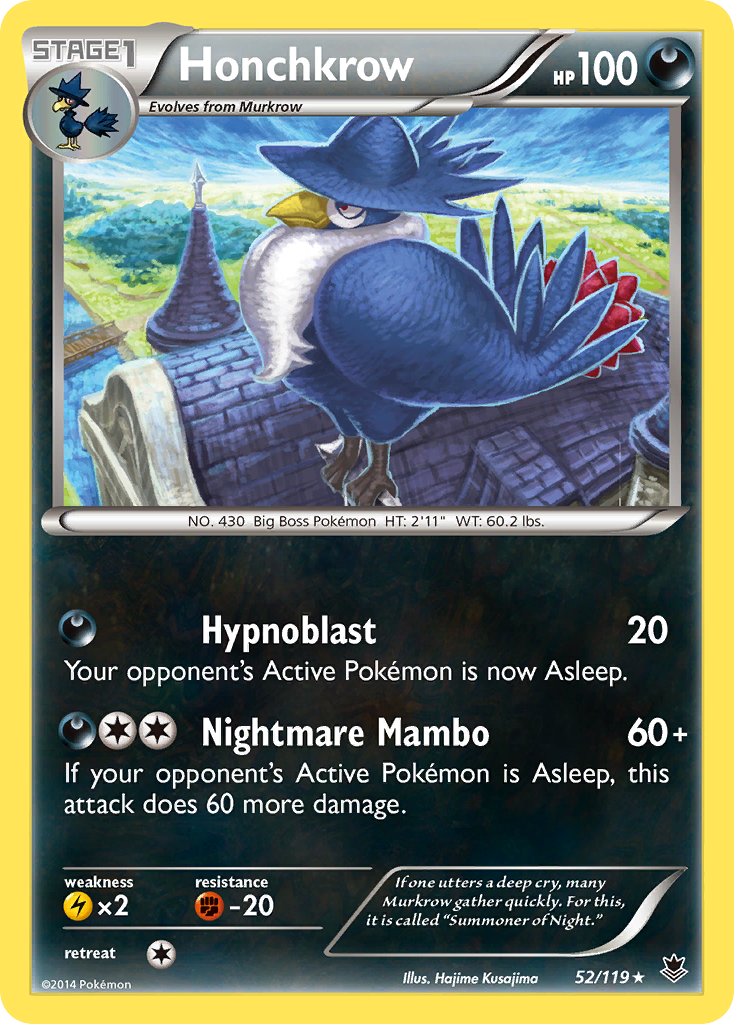 STAGE1
Honchkrow
HP100
Evolves from Murkrow
NO. 430 Big Boss Pokémon HT: 2'11" WT: 60.2 lbs.
Hypnoblast 20
Your opponent's Active Pokémon is now Asleep.
Nightmare Mambo 60+
If your opponent's Active Pokémon is Asleep, this
attack does 60 more damage.
weakness
×2
resistance
-20
retreat
If one utters a deep cry, many
Murkrow gather quickly. For this,
it is called "Summoner of Night."
©2014 Pokémon
Illus. Hajime Kusajima
52/119★